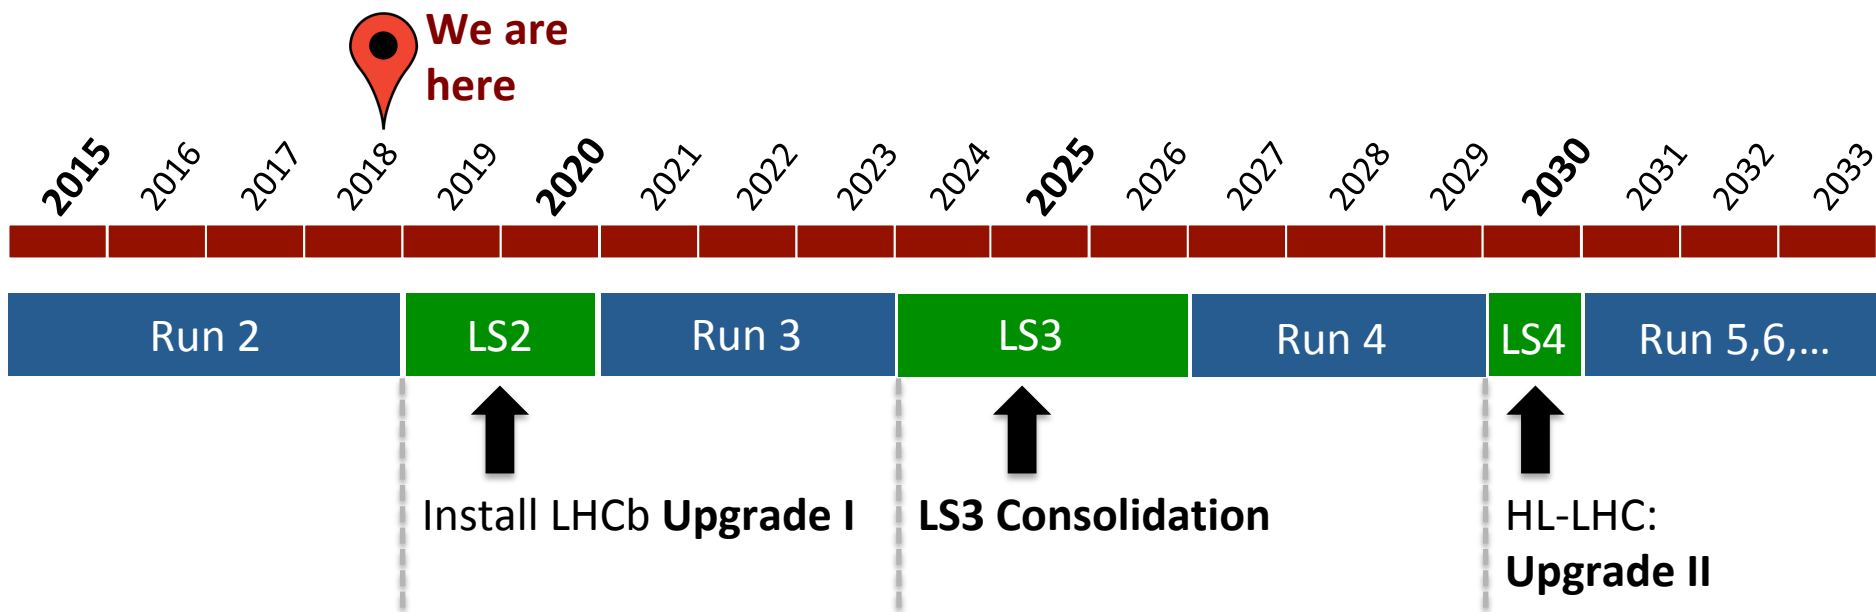 We are
here
2015 2016 2017 2018 2019 2020 2021 2022 2023 2024 2025 2026 2027 2028 2029 2030 2031 2032 2033
Run 2 LS2 Run 3 LS3 Run 4 LS4 Run 5,6,...
Install LHCb Upgrade I LS3 Consolidation HL-LHC:
Upgrade II